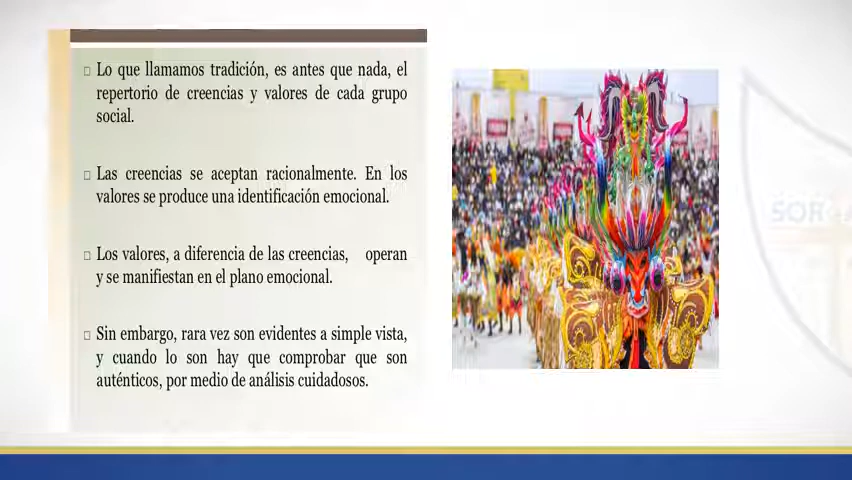 Lo que llamamos tradición, es antes que nada, el
repertorio de creencias y valores de cada grupo
social.
Las creencias se aceptan racionalmente. En los
valores se produce una identificación emocional.
Los valores, a diferencia de las creencias, operan
y se manifiestan en el plano emocional.
Sin embargo, rara vez son evidentes a simple vista,
y cuando lo son hay que comprobar que son
auténticos, por medio de análisis cuidadosos.